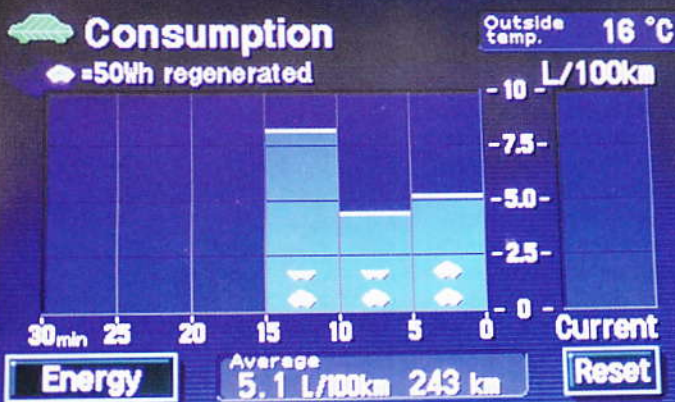 Consumption
Outside temp. 16 °C
=50Wh regenerated
L/100km
10
7.5
5.0
2.5
0
30min 25 20 15 10 5 0
Current
Energy
Average
5.1 L/100km 243 km
Reset